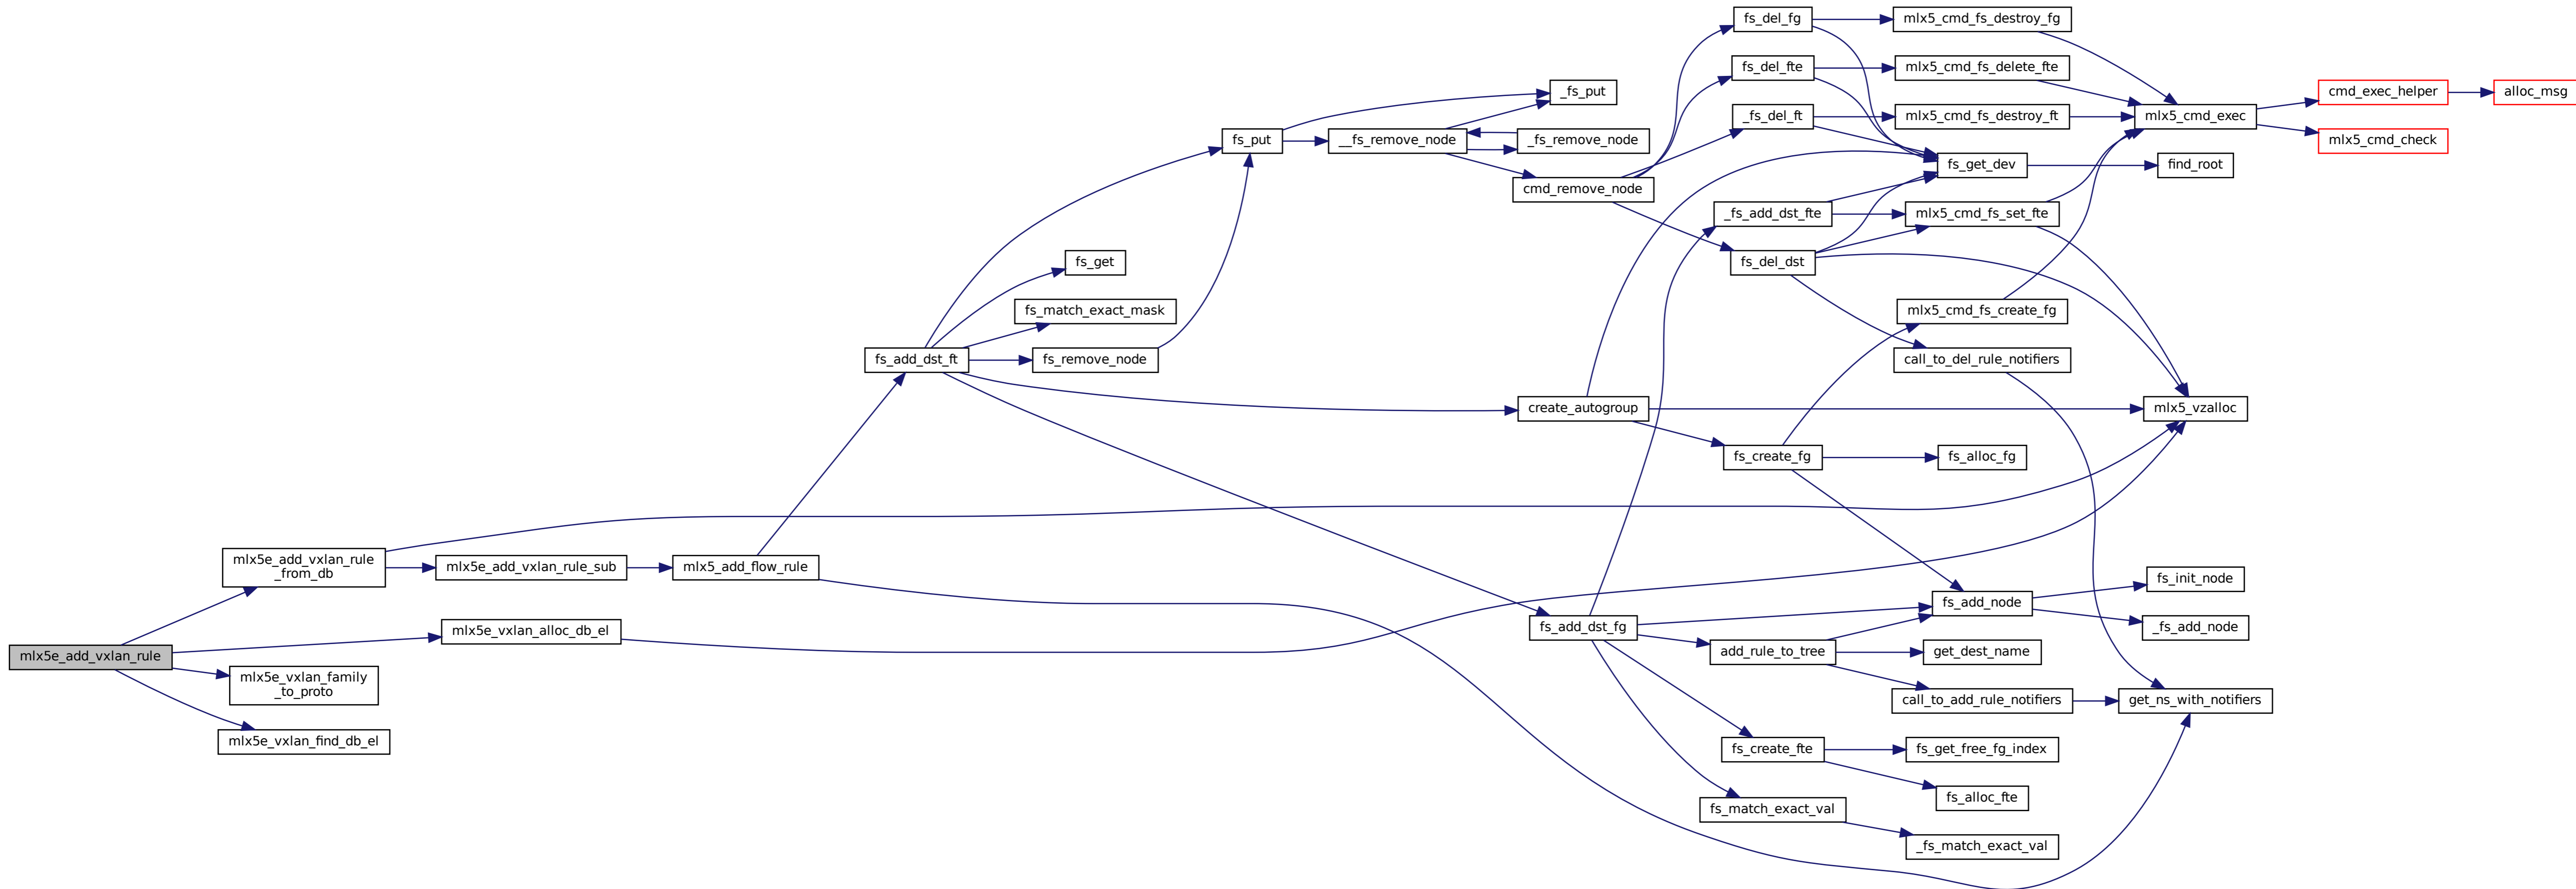 mlx5e_add_vxlan_rule
mlx5e_add_vxlan_rule
_from_db
mlx5e_vxlan_alloc_db_el
mlx5e_vxlan_family
_to_proto
mlx5e_vxlan_find_db_el
mlx5e_add_vxlan_rule_sub
mlx5_add_flow_rule
fs_add_dst_ft
fs_get
fs_match_exact_mask
fs_remove_node
fs_put
__fs_remove_node
_fs_put
_fs_remove_node
cmd_remove_node
create_autogroup
fs_add_dst_fg
fs_del_fg
fs_del_fte
_fs_del_ft
_fs_add_dst_fte
fs_del_dst
fs_create_fg
add_rule_to_tree
fs_create_fte
fs_match_exact_val
mlx5_cmd_fs_destroy_fg
mlx5_cmd_fs_delete_fte
mlx5_cmd_fs_destroy_ft
fs_get_dev
mlx5_cmd_fs_set_fte
mlx5_cmd_fs_create_fg
call_to_del_rule_notifiers
fs_alloc_fg
fs_add_node
get_dest_name
call_to_add_rule_notifiers
fs_get_free_fg_index
fs_alloc_fte
_fs_match_exact_val
mlx5_cmd_exec
find_root
mlx5_vzalloc
fs_init_node
_fs_add_node
get_ns_with_notifiers
cmd_exec_helper
mlx5_cmd_check
alloc_msg